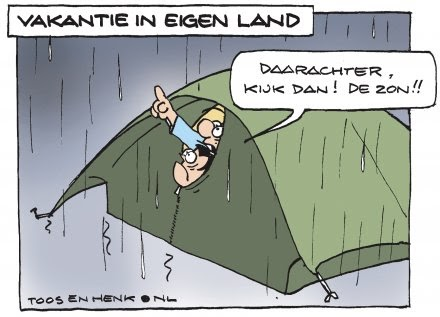 VAKANTIE IN EIGEN LAND
DAARACHTER,
KIJK DAN! DE ZON!!
TOOS EN HENK.NL